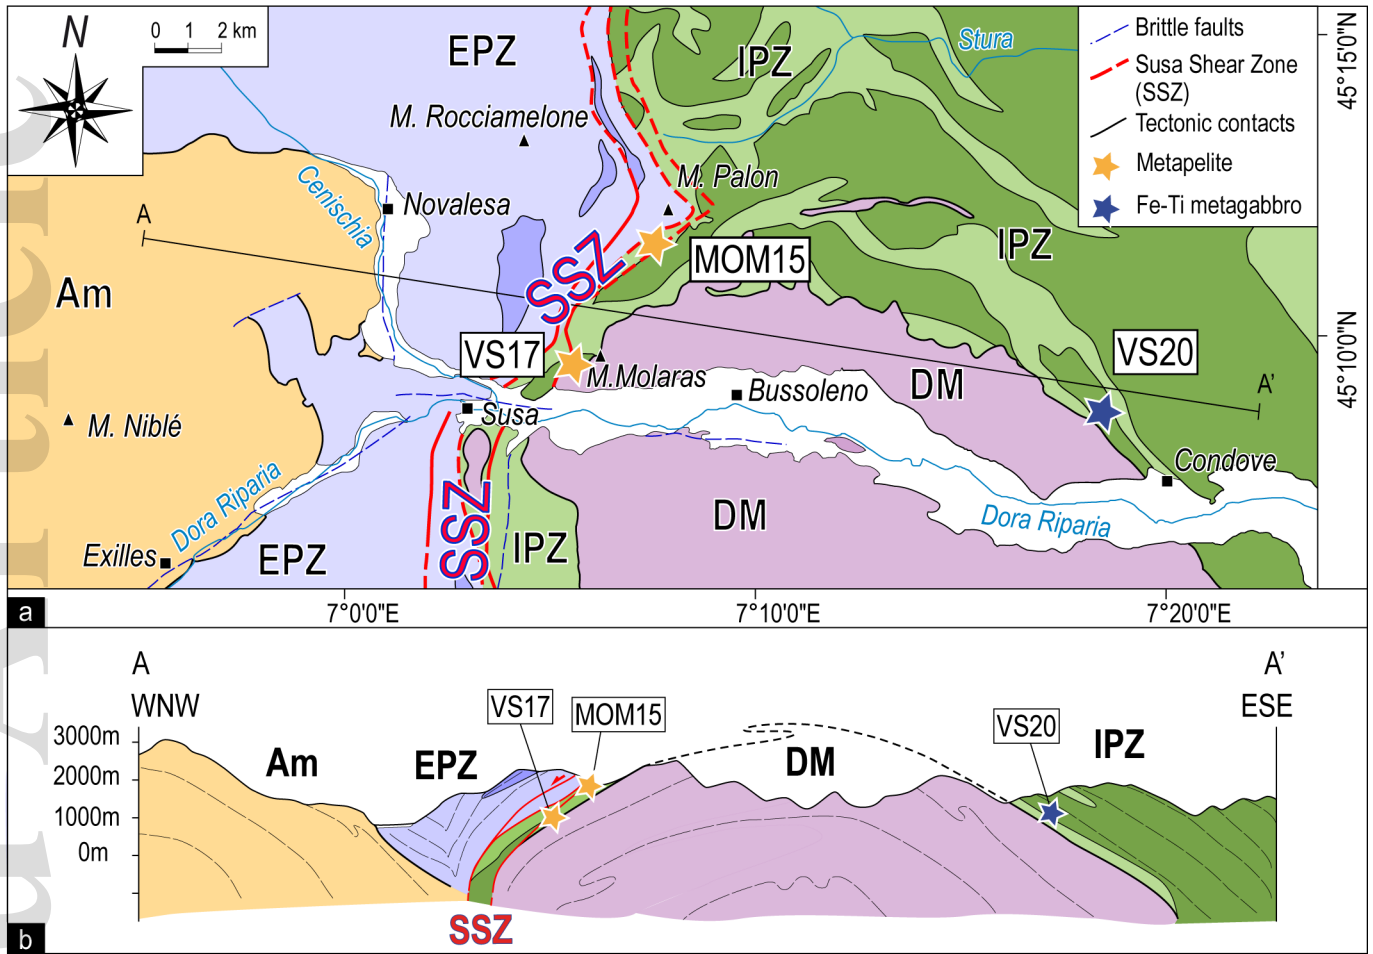 N
0 1 2 km
EPZ
IPZ
Stura
Brittle faults
Susa Shear Zone
(SSZ)
Tectonic contacts
Metapelite
Fe-Ti metagabbro
45°15'0"N
M. Rocciamelone
M. Palon
Cenischia
Novalesa
A
SSZ
MOM15
IPZ
Am
VS17
M.Molaras
VS20
45°10'0"N
DM
A'
Bussoleno
M. Niblé
Susa
Condove
Dora Riparia
SSZ
DM
Dora Riparia
Exilles
EPZ
IPZ
a
7°0'0"E
7°10'0"E
7°20'0"E
A
A'
WNW
ESE
VS17
MOM15
VS20
3000m
2000m
1000m
0m
Am
EPZ
DM
IPZ
SSZ
b